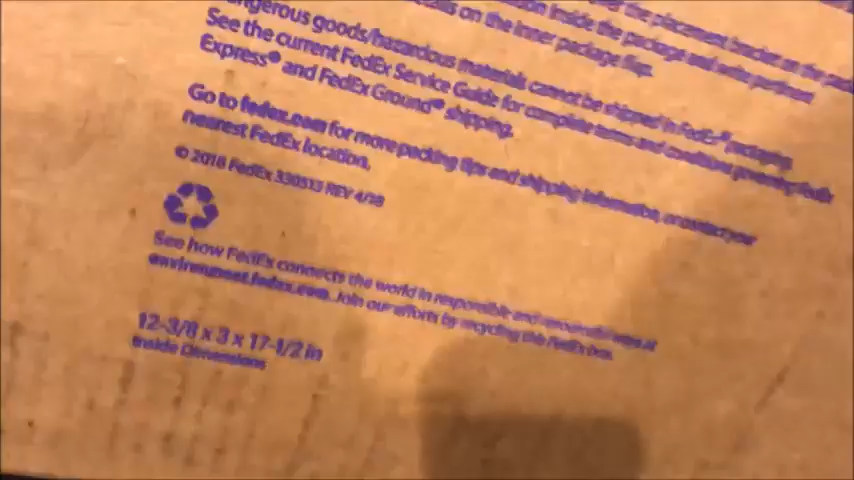 the placement
inside the package and
on the inner package flap.
goods/hazardous materials cannot be shipped in FedEx® packaging.
See the current FedEx Service Guide for complete terms and conditions governing FedEx
Express® and FedEx Ground® shipping.
Go to fedex.com for more packing tips and shipping information, or contact your
nearest FedEx location.
© 2018 FedEx 330513 REV 4/18
See how FedEx connects the world in responsible and resourceful ways at
environment.fedex.com. Join our efforts by recycling this FedEx box.
12-3/8 x 3 x 17-1/2 in
Inside Dimensions